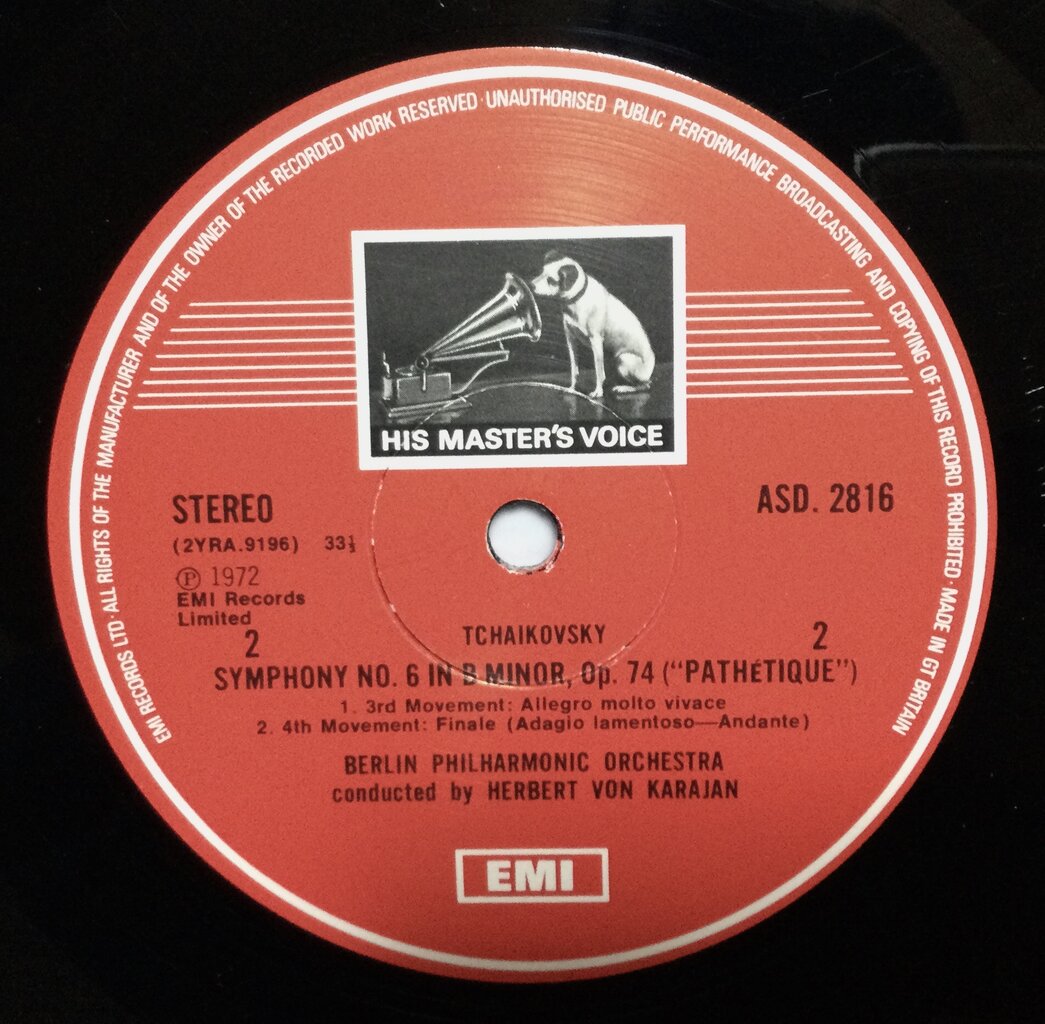 EMI RECORDS LTD · ALL RIGHTS OF THE MANUFACTURER AND OF THE OWNER OF THE RECORDED WORK RESERVED · UNAUTHORISED PUBLIC PERFORMANCE BROADCASTING AND COPYING OF THIS RECORD PROHIBITED · MADE IN GT BRITAIN
HIS MASTER'S VOICE
STEREO ASD. 2816
(2YRA.9196) 33⅓
Ⓟ 1972
EMI Records
Limited
2 TCHAIKOVSKY 2
SYMPHONY NO. 6 IN B MINOR, Op. 74 ("PATHéTIQUE")
1. 3rd Movement: Allegro molto vivace
2. 4th Movement: Finale (Adagio lamentoso—Andante)
BERLIN PHILHARMONIC ORCHESTRA
conducted by HERBERT VON KARAJAN
EMI